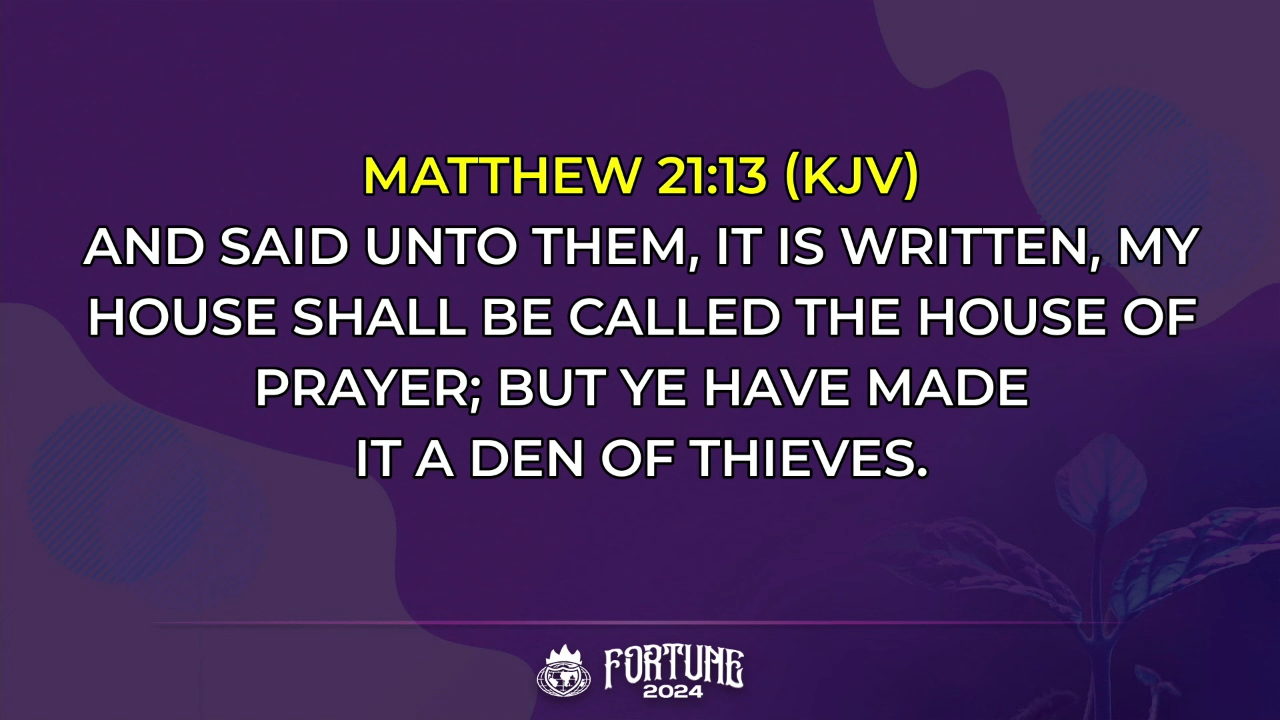 MATTHEW 21:13 (KJV)
AND SAID UNTO THEM, IT IS WRITTEN, MY
HOUSE SHALL BE CALLED THE HOUSE OF
PRAYER; BUT YE HAVE MADE
IT A DEN OF THIEVES.
FORTUNE
2024